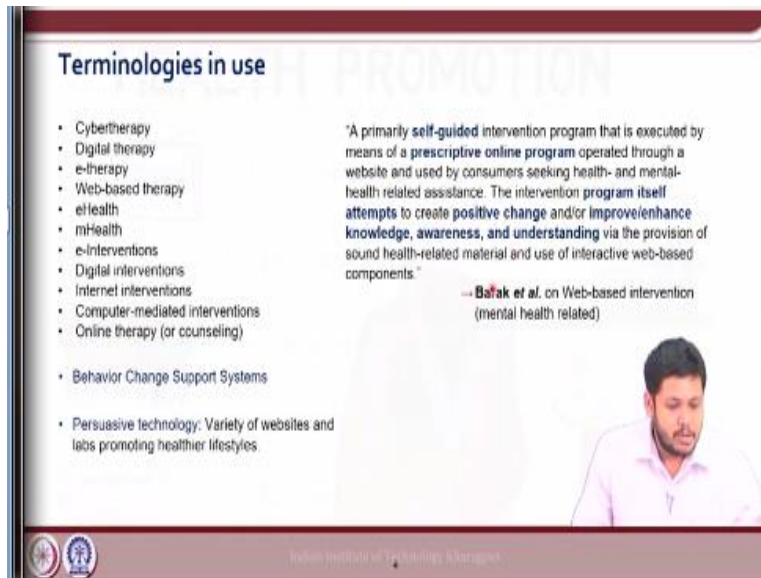 HEALTH PROMOTION
Terminologies in use
• Cybertherapy
• Digital therapy
• e-therapy
• Web-based therapy
• eHealth
• mHealth
• e-Interventions
• Digital interventions
• Internet interventions
• Computer-mediated interventions
• Online therapy (or counseling)
• Behavior Change Support Systems
• Persuasive technology: Variety of websites and
labs promoting healthier lifestyles
"A primarily self-guided intervention program that is executed by
means of a prescriptive online program operated through a
website and used by consumers seeking health- and mental-
health related assistance. The intervention program itself
attempts to create positive change and/or improve/enhance
knowledge, awareness, and understanding via the provision of
sound health-related material and use of interactive web-based
components."
→ Barak et al. on Web-based intervention
(mental health related)
Indian Institute of Technology Kharagpur
4